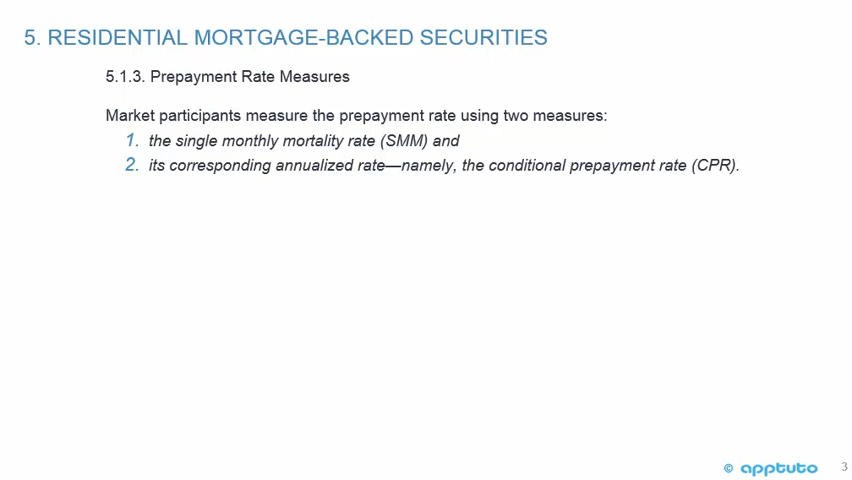 5. RESIDENTIAL MORTGAGE-BACKED SECURITIES
5.1.3. Prepayment Rate Measures
Market participants measure the prepayment rate using two measures:
1. the single monthly mortality rate (SMM) and
2. its corresponding annualized rate—namely, the conditional prepayment rate (CPR).
© apptuto 3